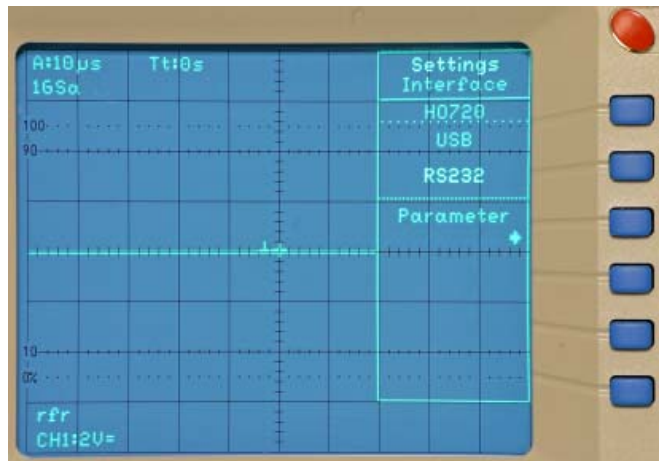 A:10µs Tt:0s
1GSa
Settings
Interface
HO720
USB
RS232
Parameter
100
90
10
0%
rfr
CH1:2V=